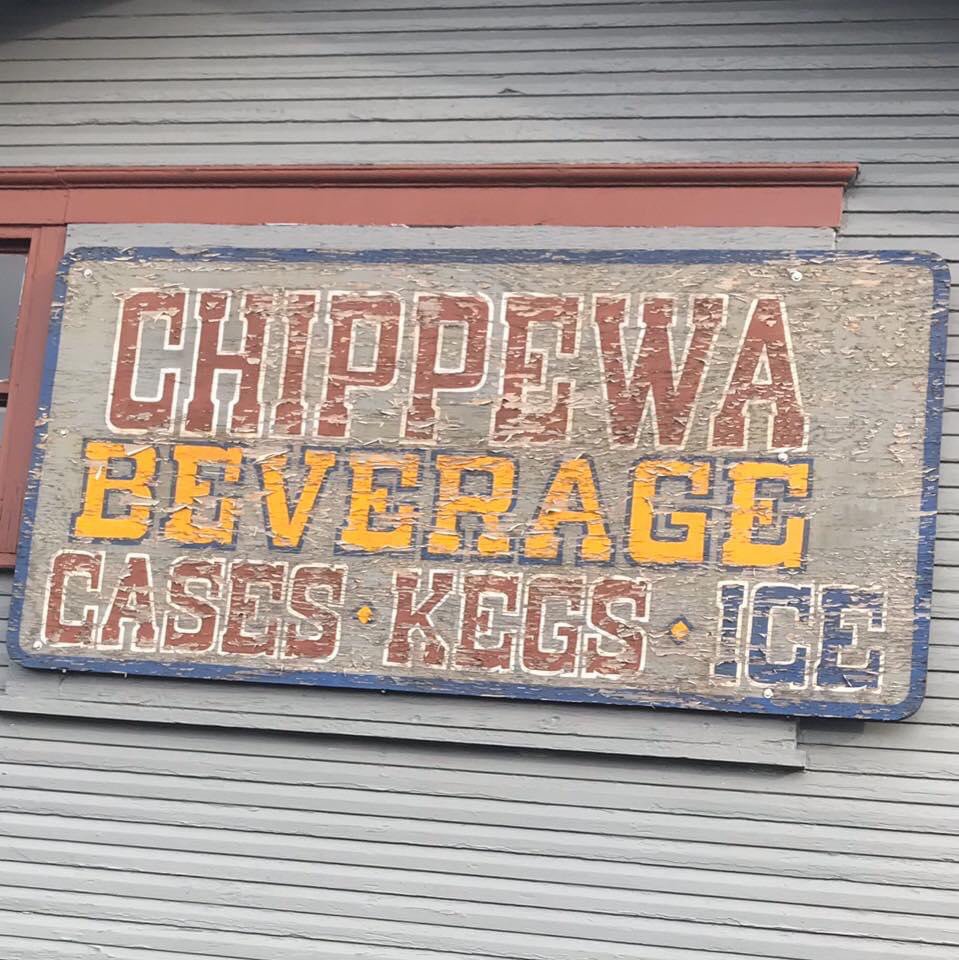 CHIPPEWA
BEVERAGE
CASES · KEGS · ICE